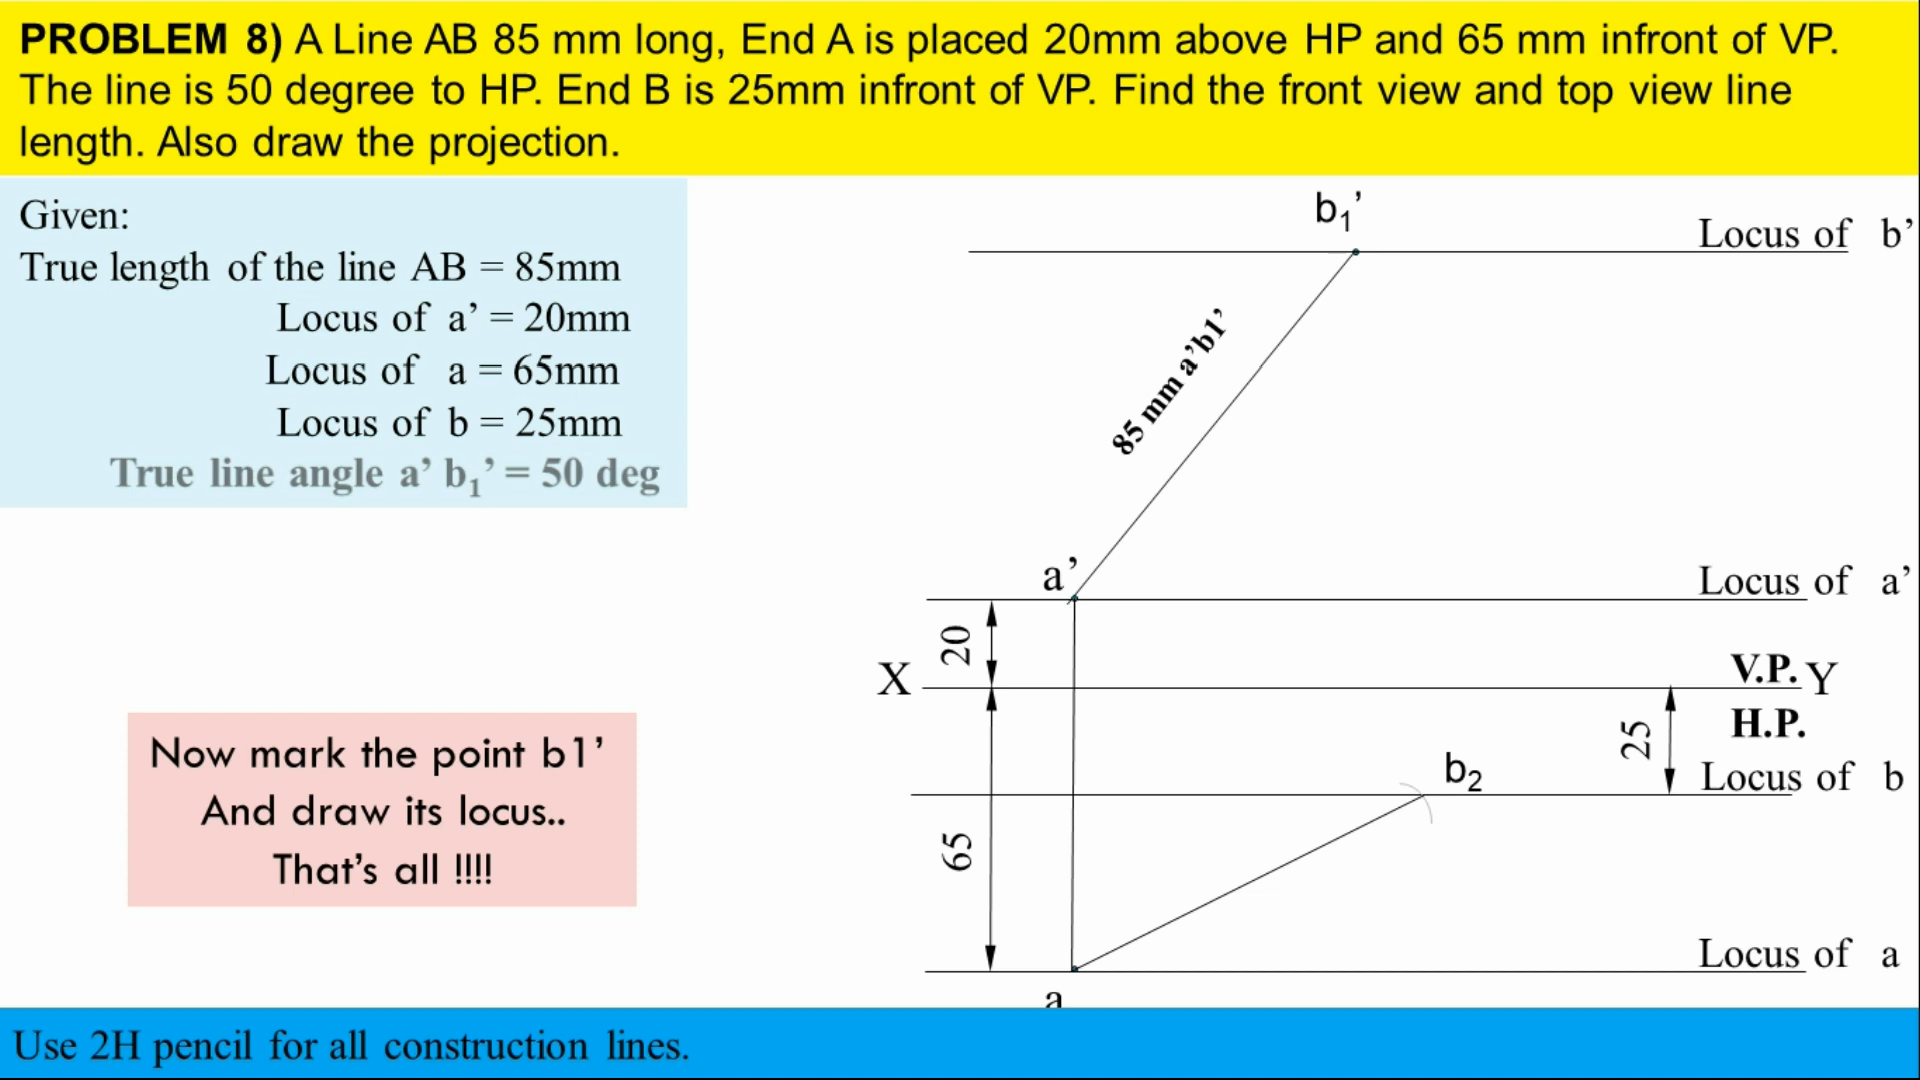 PROBLEM 8) A Line AB 85 mm long, End A is placed 20mm above HP and 65 mm infront of VP.
The line is 50 degree to HP. End B is 25mm infront of VP. Find the front view and top view line
length. Also draw the projection.
Given:
True length of the line AB = 85mm
Locus of a’ = 20mm
Locus of a = 65mm
Locus of b = 25mm
True line angle a’ b₁’ = 50 deg
b₁’
Locus of b’
85 mm a’b1’
a’
Locus of a’
20
X
V.P.
Y
H.P.
25
b₂
Locus of b
65
Locus of a
a
Now mark the point b1’
And draw its locus..
That’s all !!!!
Use 2H pencil for all construction lines.